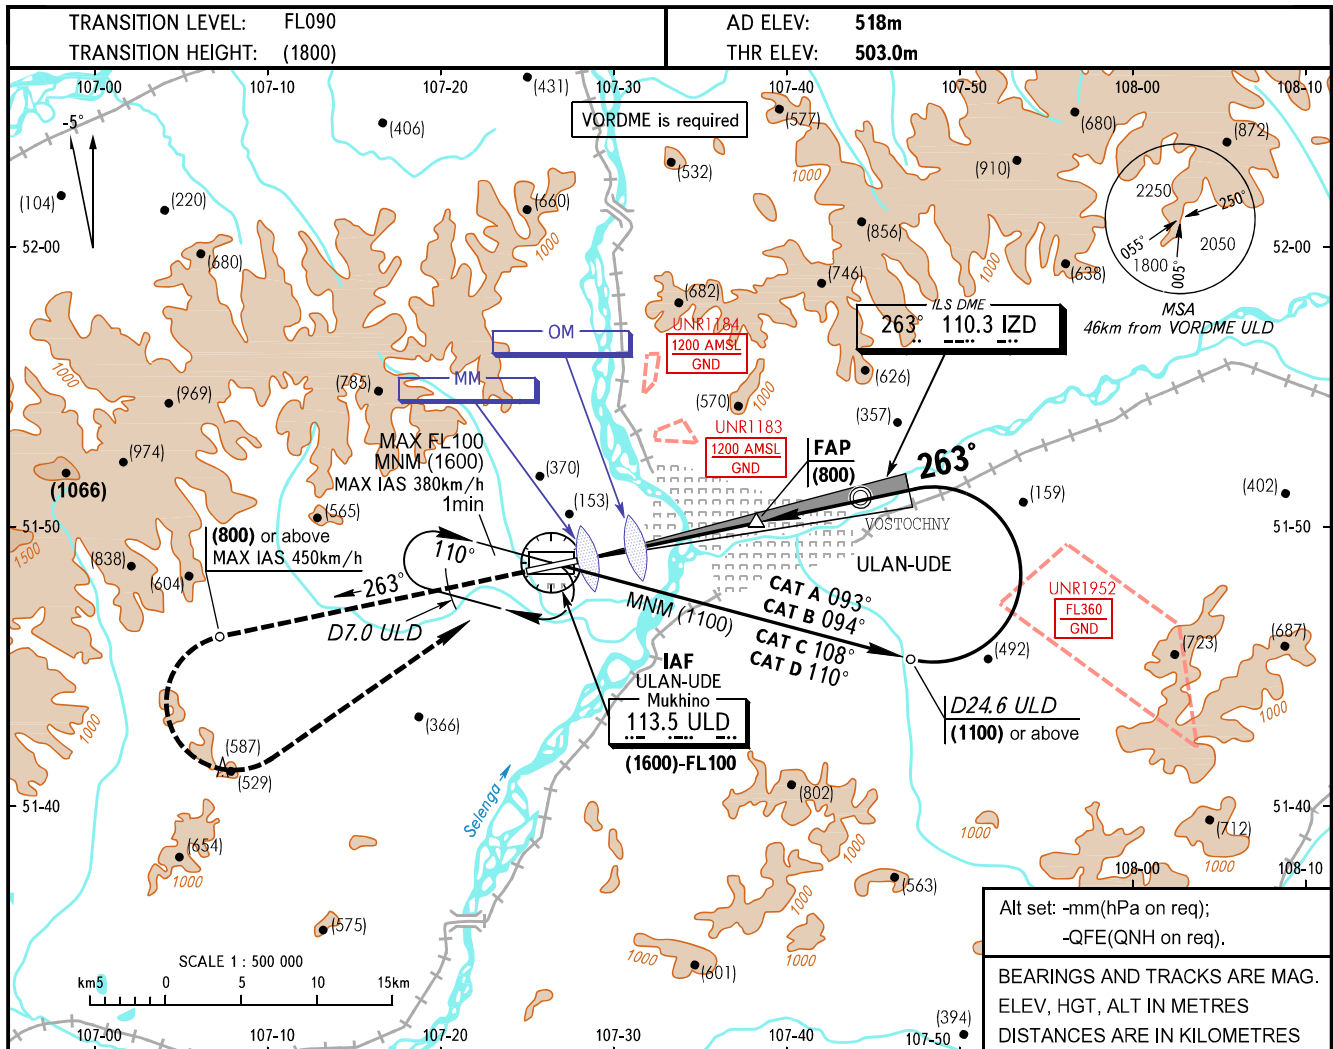 TRANSITION LEVEL: FL090
TRANSITION HEIGHT: (1800)
AD ELEV: 518m
THR ELEV: 503.0m
107-00
107-10
107-20
107-30
107-40
107-50
108-00
108-10
(431)
-5°
(406)
VORDME is required
(577)
(680)
(872)
(532)
1000
(910)
(104)
(220)
(660)
2250
250°
(856)
055°
2050
52-00
(680)
1000
1000
1800
005°
52-00
(638)
(746)
MSA
46km from VORDME ULD
(682)
ILS DME
263° 110.3 IZD
UNR1184
1200 AMSL
GND
OM
1000
MM
(785)
(626)
(969)
(570)
1000
(357)
UNR1183
1200 AMSL
GND
MAX FL100
MNM (1600)
MAX IAS 380km/h
1min
FAP
(800)
263°
(974)
(370)
(1066)
(153)
(159)
(402)
(565)
51-50
(800) or above
MAX IAS 450km/h
VOSTOCHNY
51-50
1500
110°
(838)
(604)
ULAN-UDE
263°
CAT A 093°
CAT B 094°
MNM (1100)
CAT C 108°
CAT D 110°
UNR1952
FL360
GND
D7.0 ULD
(723)
(687)
(492)
IAF
ULAN-UDE
Mukhino
113.5 ULD
(1600)-FL100
D24.6 ULD
(1100) or above
1000
1000
(366)
(587)
(529)
(802)
Selenga
51-40
51-40
(712)
1000
(654)
1000
1000
1000
108-00
108-10
(563)
1000
(575)
1000
(601)
1000
Alt set: -mm(hPa on req);
-QFE(QNH on req).
SCALE 1 : 500 000
km5 0 5 10 15km
BEARINGS AND TRACKS ARE MAG.
ELEV, HGT, ALT IN METRES
DISTANCES ARE IN KILOMETRES
(394)
107-00
107-10
107-20
107-30
107-40
107-50